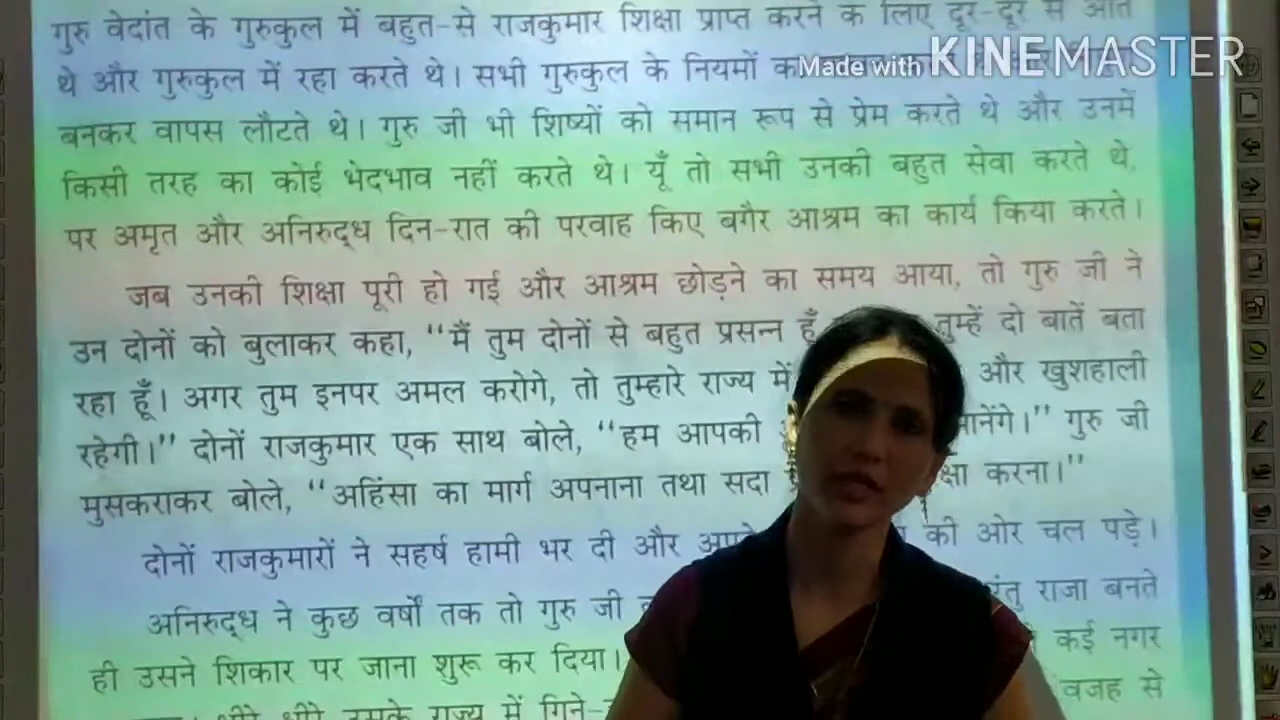 गुरु वेदांत के गुरुकुल में बहुत-से राजकुमार शिक्षा प्राप्त करने क लिए दूर-दूर से आते
थे और गुरुकुल में रहा करते थे। सभी गुरुकुल के नियमों का
Made with KINEMASTER
बनकर वापस लौटते थे। गुरु जी भी शिष्यों को समान रूप से प्रेम करते थे और उनमें
किसी तरह का कोई भेदभाव नहीं करते थे। यूँ तो सभी उनकी बहुत सेवा करते थे,
पर अमृत और अनिरुद्ध दिन-रात की परवाह किए बगैर आश्रम का कार्य किया करते।
जब उनकी शिक्षा पूरी हो गई और आश्रम छोड़ने का समय आया, तो गुरु जी ने
उन दोनों को बुलाकर कहा, “मैं तुम दोनों से बहुत प्रसन्न हूँ तुम्हें दो बातें बता
रहा हूँ। अगर तुम इनपर अमल करोगे, तो तुम्हारे राज्य में और खुशहाली
रहेगी।” दोनों राजकुमार एक साथ बोले, “हम आपकी मानेंगे।” गुरु जी
मुसकराकर बोले, “अहिंसा का मार्ग अपनाना तथा सदा करना।”
दोनों राजकुमारों ने सहर्ष हामी भर दी और की ओर चल पड़े।
अनिरुद्ध ने कुछ वर्षों तक तो गुरु जी राजा बनते
ही उसने शिकार पर जाना शुरू कर दिया। कई नगर
उसके राज्य में वजह से